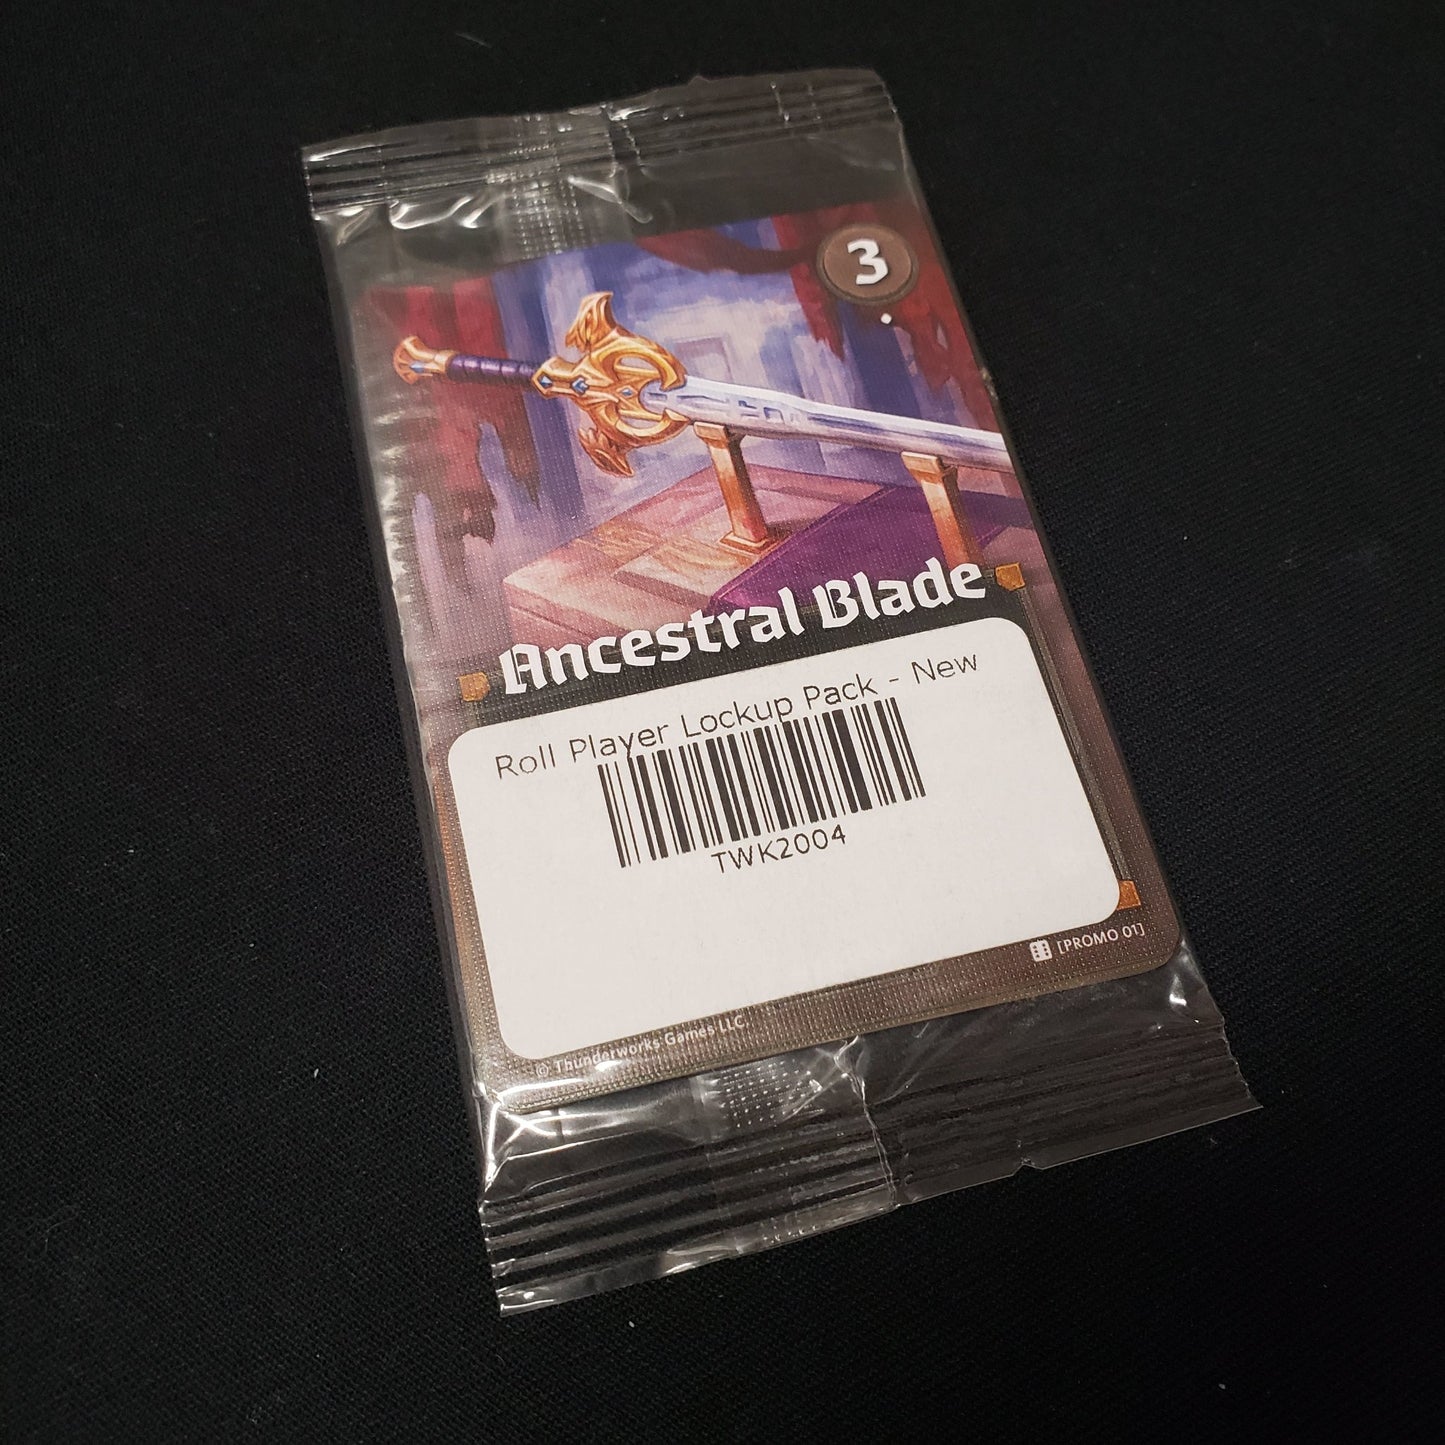 3
Ancestral Blade
Roll Player Lockup Pack - New
TWK2004
[PROMO 01]
© Thunderworks Games LLC